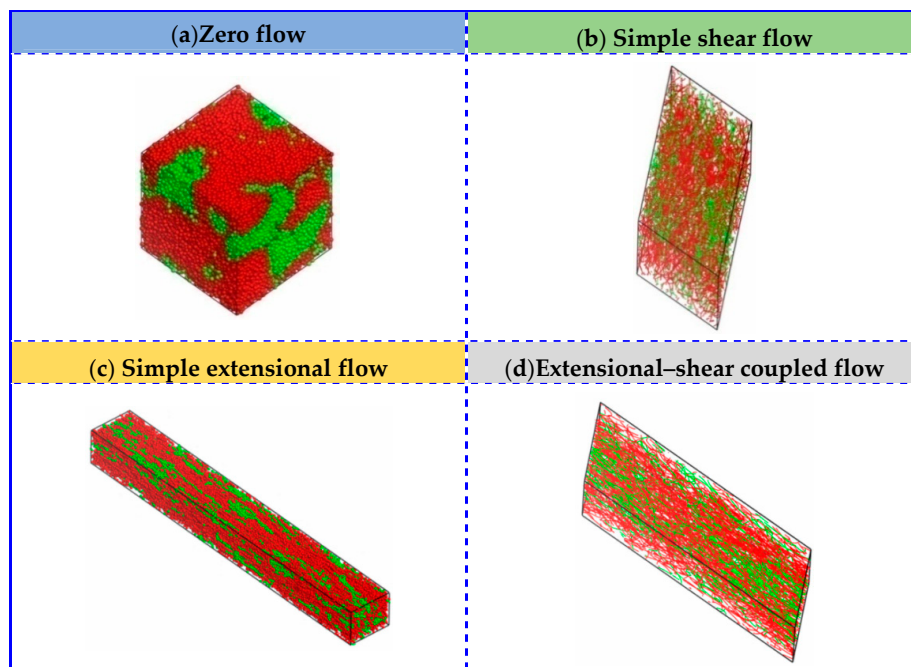 (a)Zero flow
(b) Simple shear flow
(c) Simple extensional flow
(d)Extensional–shear coupled flow